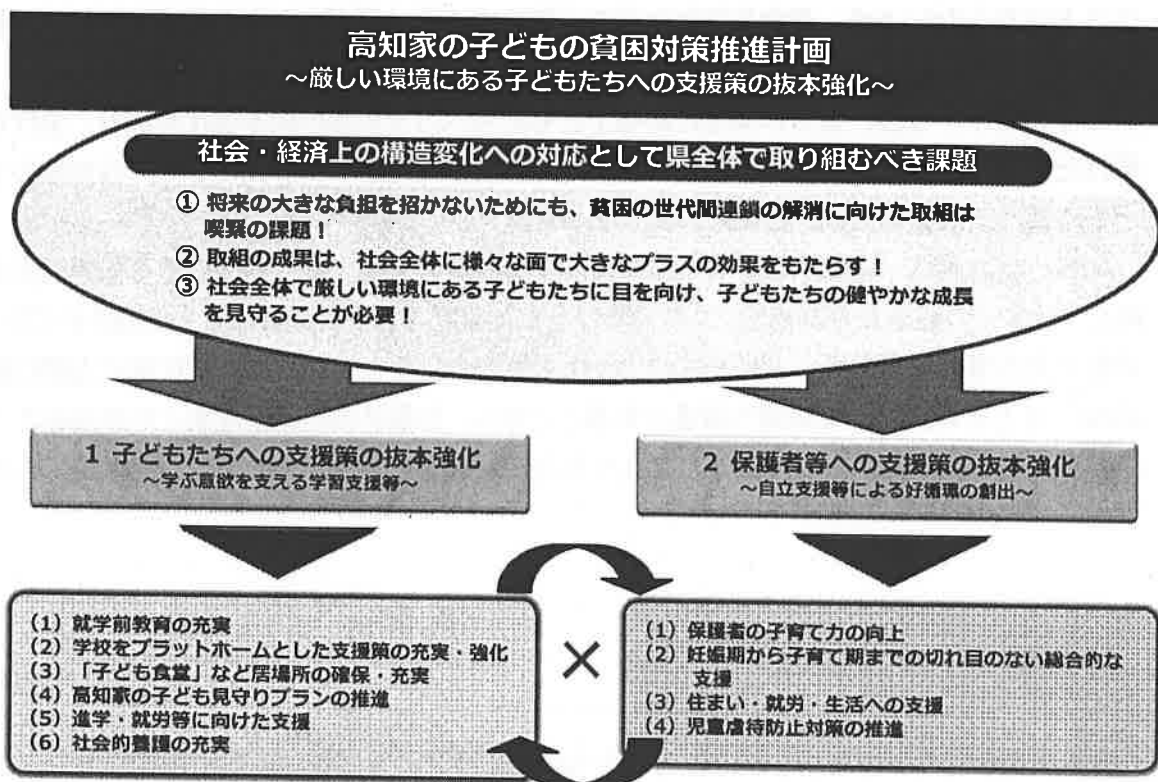 高知家の子どもの貧困対策推進計画
～厳しい環境にある子どもたちへの支援策の抜本強化～
社会・経済上の構造変化への対応として県全体で取り組むべき課題
① 将来の大きな負担を招かないためにも、貧困の世代間連鎖の解消に向けた取組は
喫緊の課題！
② 取組の成果は、社会全体に様々な面で大きなプラスの効果をもたらす！
③ 社会全体で厳しい環境にある子どもたちに目を向け、子どもたちの健やかな成長
を見守ることが必要！
1 子どもたちへの支援策の抜本強化
～学ぶ意欲を支える学習支援等～
2 保護者等への支援策の抜本強化
～自立支援等による好循環の創出～
(1) 就学前教育の充実
(2) 学校をプラットホームとした支援策の充実・強化
(3) 「子ども食堂」など居場所の確保・充実
(4) 高知家の子ども見守りプランの推進
(5) 進学・就労等に向けた支援
(6) 社会的養護の充実
×
(1) 保護者の子育て力の向上
(2) 妊娠期から子育て期までの切れ目のない総合的な
支援
(3) 住まい・就労・生活への支援
(4) 児童虐待防止対策の推進